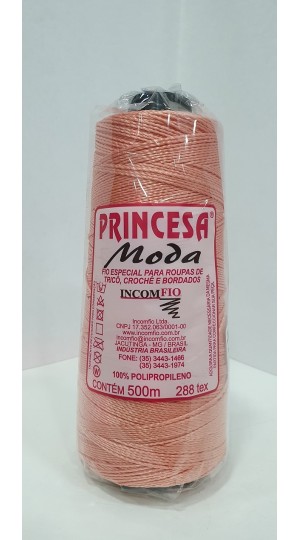 PRINCESA®
Moda
FIO ESPECIAL PARA ROUPAS DE
TRICÔ, CROCHÊ E BORDADOS
INCOMFIO
Incomfio Ltda
CNPJ 17.352.063/0001-00
www.incomfio.com.br
incomfio@incomfio.com.br
JACUTINGA - MG / BRASIL
INDÚSTRIA BRASILEIRA
FONE: (35) 3443-1466
(35) 3443-1974
100% POLIPROPILENO
CONTÉM 500m 288 tex